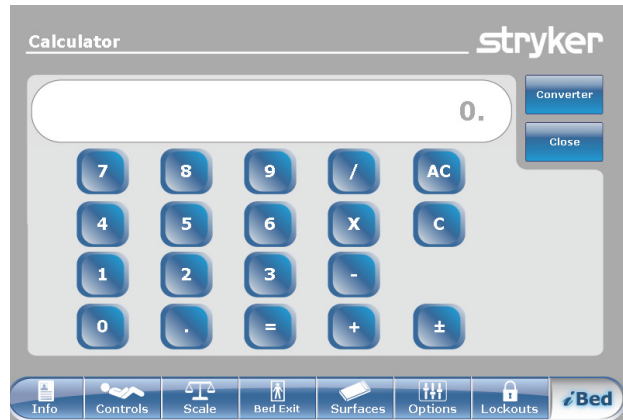 Calculator
stryker
0.
Converter
Close
7 8 9 / AC
4 5 6 X C
1 2 3 -
0 . = + ±
Info Controls Scale Bed Exit Surfaces Options Lockouts iBed